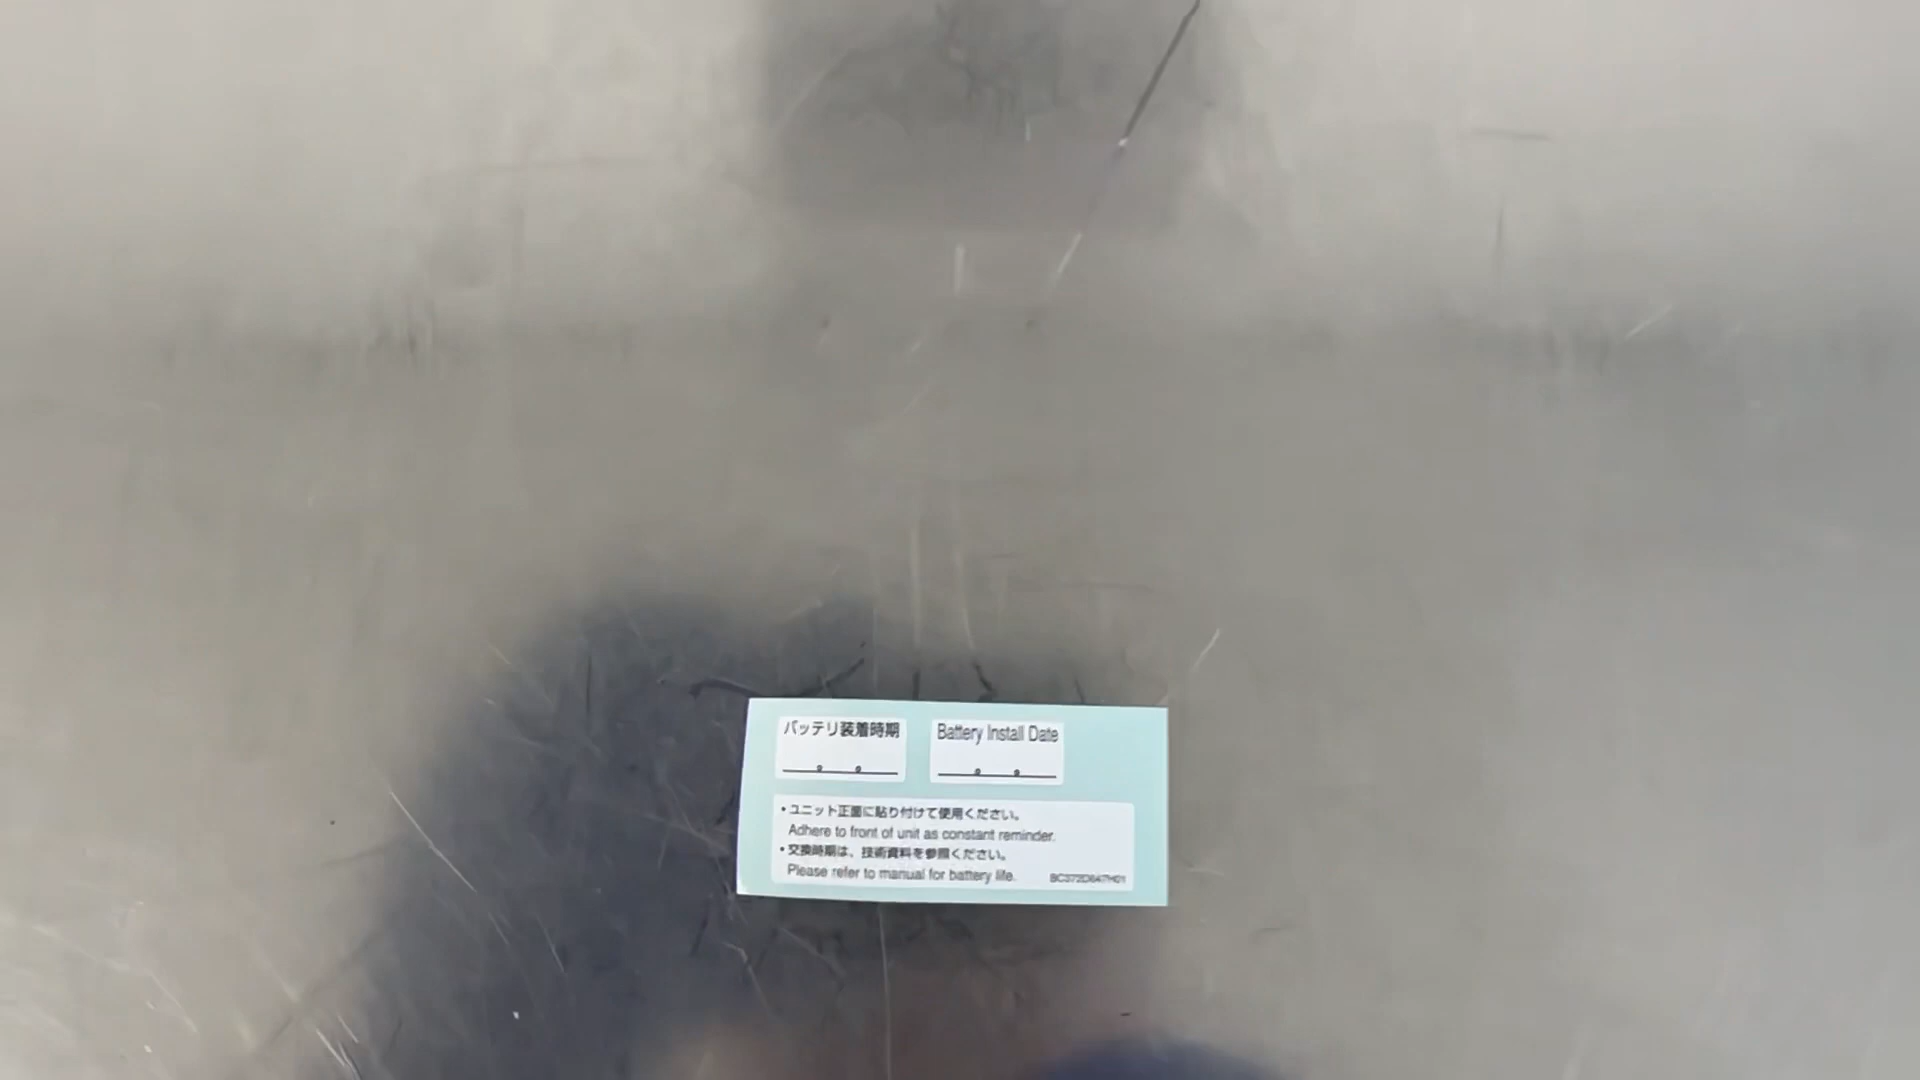 バッテリ装着時期
Battery Install Date
・ユニット正面に貼り付けて使用ください。
Adhere to front of unit as constant reminder.
・交換時期は、技術資料を参照ください。
Please refer to manual for battery life.
BC372D647H01